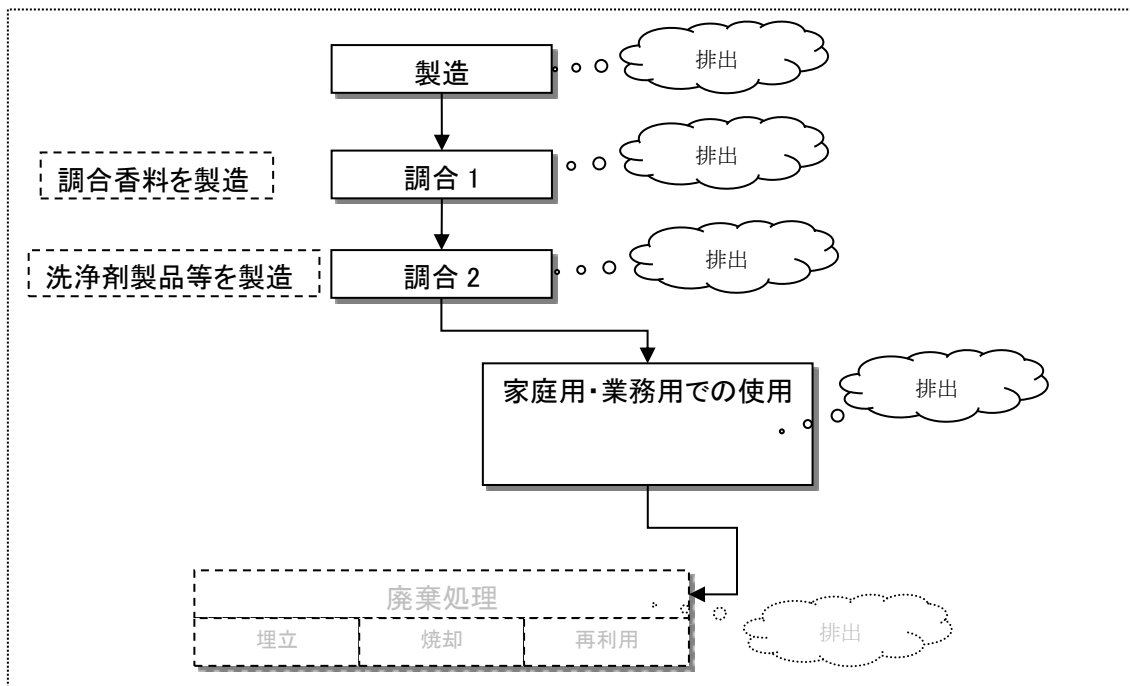 製造
排出
調合香料を製造
調合 1
排出
洗浄剤製品等を製造
調合 2
排出
家庭用・業務用での使用
排出
廃棄処理
埋立
焼却
再利用
排出